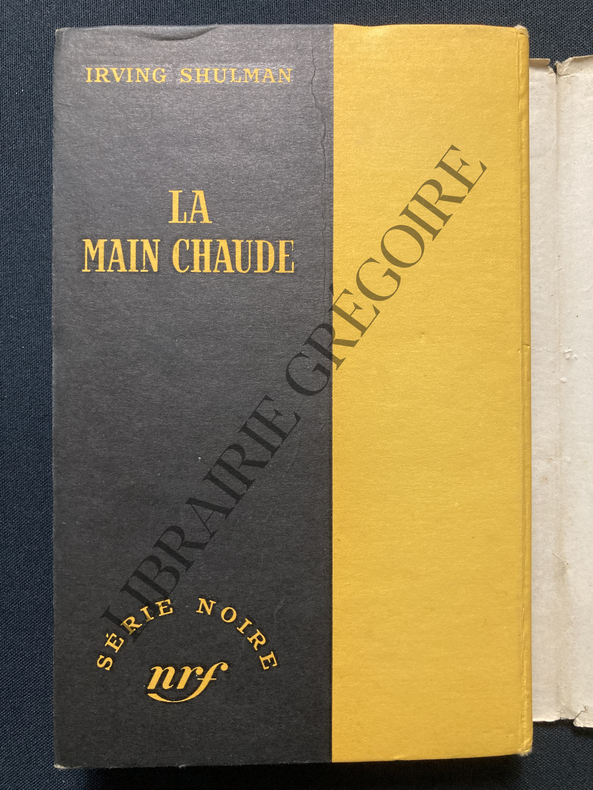 IRVING SHULMAN
LA
MAIN CHAUDE
LIBRAIRIE GRÉGOIRE
SÉRIE NOIRE
nrf